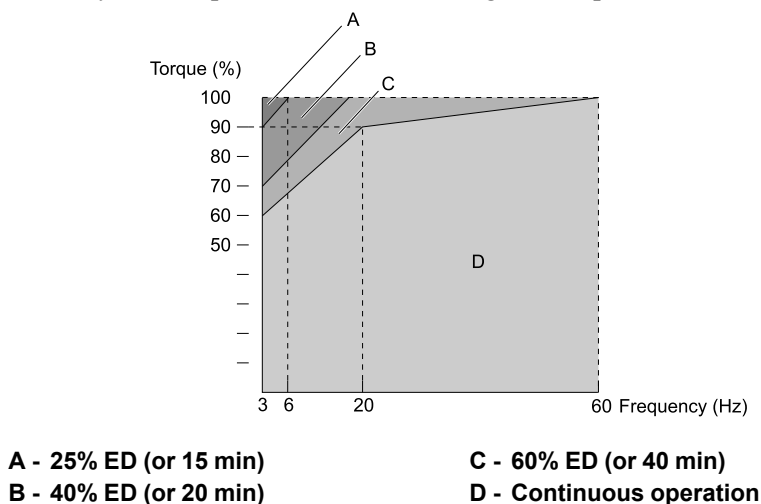 A
B
C
Torque (%)
100
90
80
70
60
50
D
3 6 20 60 Frequency (Hz)
A - 25% ED (or 15 min)
B - 40% ED (or 20 min)
C - 60% ED (or 40 min)
D - Continuous operation